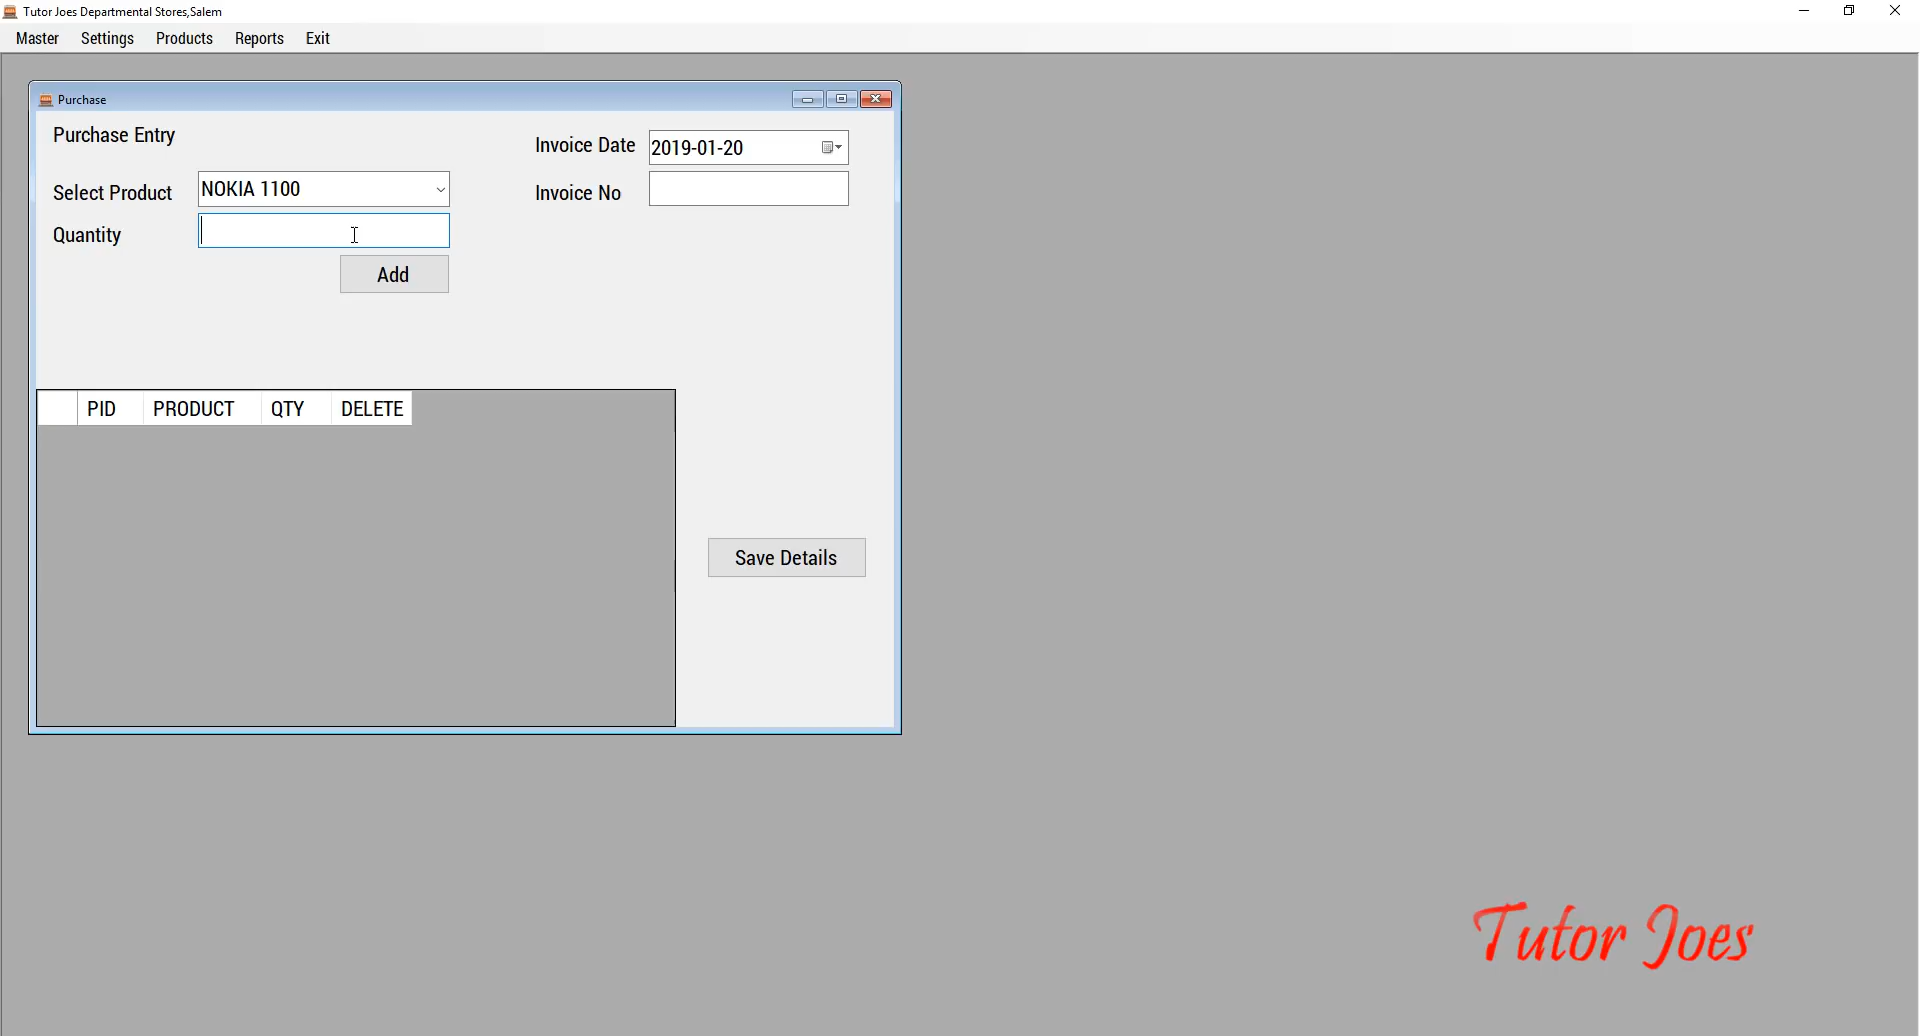 Tutor Joes Departmental Stores,Salem
Master Settings Products Reports Exit
Purchase
Purchase Entry
Invoice Date 2019-01-20
Select Product NOKIA 1100
Invoice No
Quantity
Add
PID PRODUCT QTY DELETE
Save Details
Tutor Joes